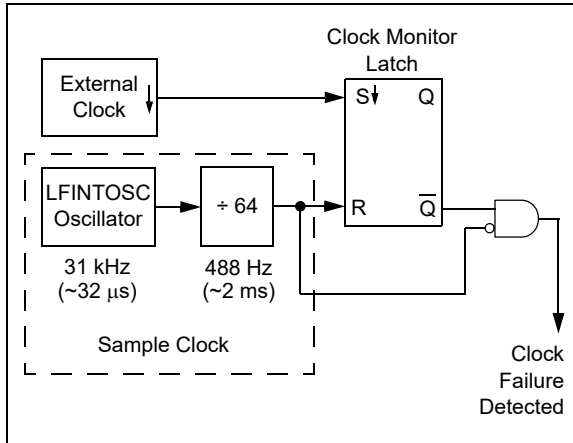 Clock Monitor
Latch
External
Clock
S
Q
LFINTOSC
Oscillator
÷ 64
R
Q̅
31 kHz
(~32 μs)
488 Hz
(~2 ms)
Sample Clock
Clock
Failure
Detected